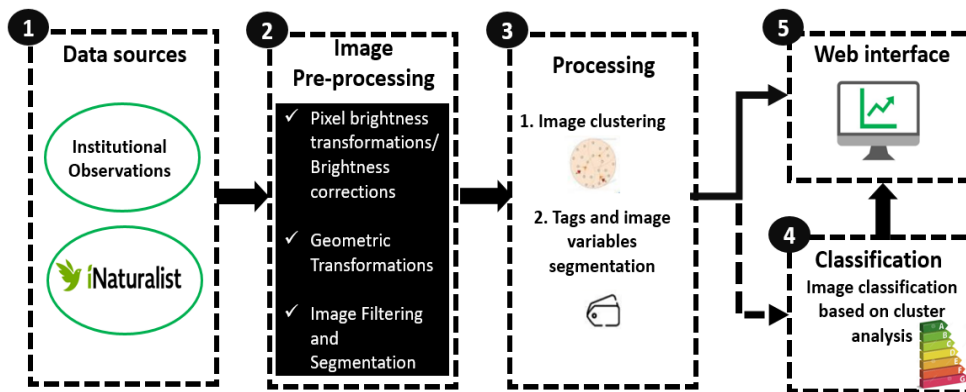 1
Data sources
Institutional
Observations
iNaturalist
2
Image
Pre-processing
✓ Pixel brightness
transformations/
Brightness
corrections
✓ Geometric
Transformations
✓ Image Filtering
and
Segmentation
3
Processing
1. Image clustering
2. Tags and image
variables
segmentation
5
Web interface
4
Classification
Image classification
based on cluster
analysis
A
B
C
D
E
F
G